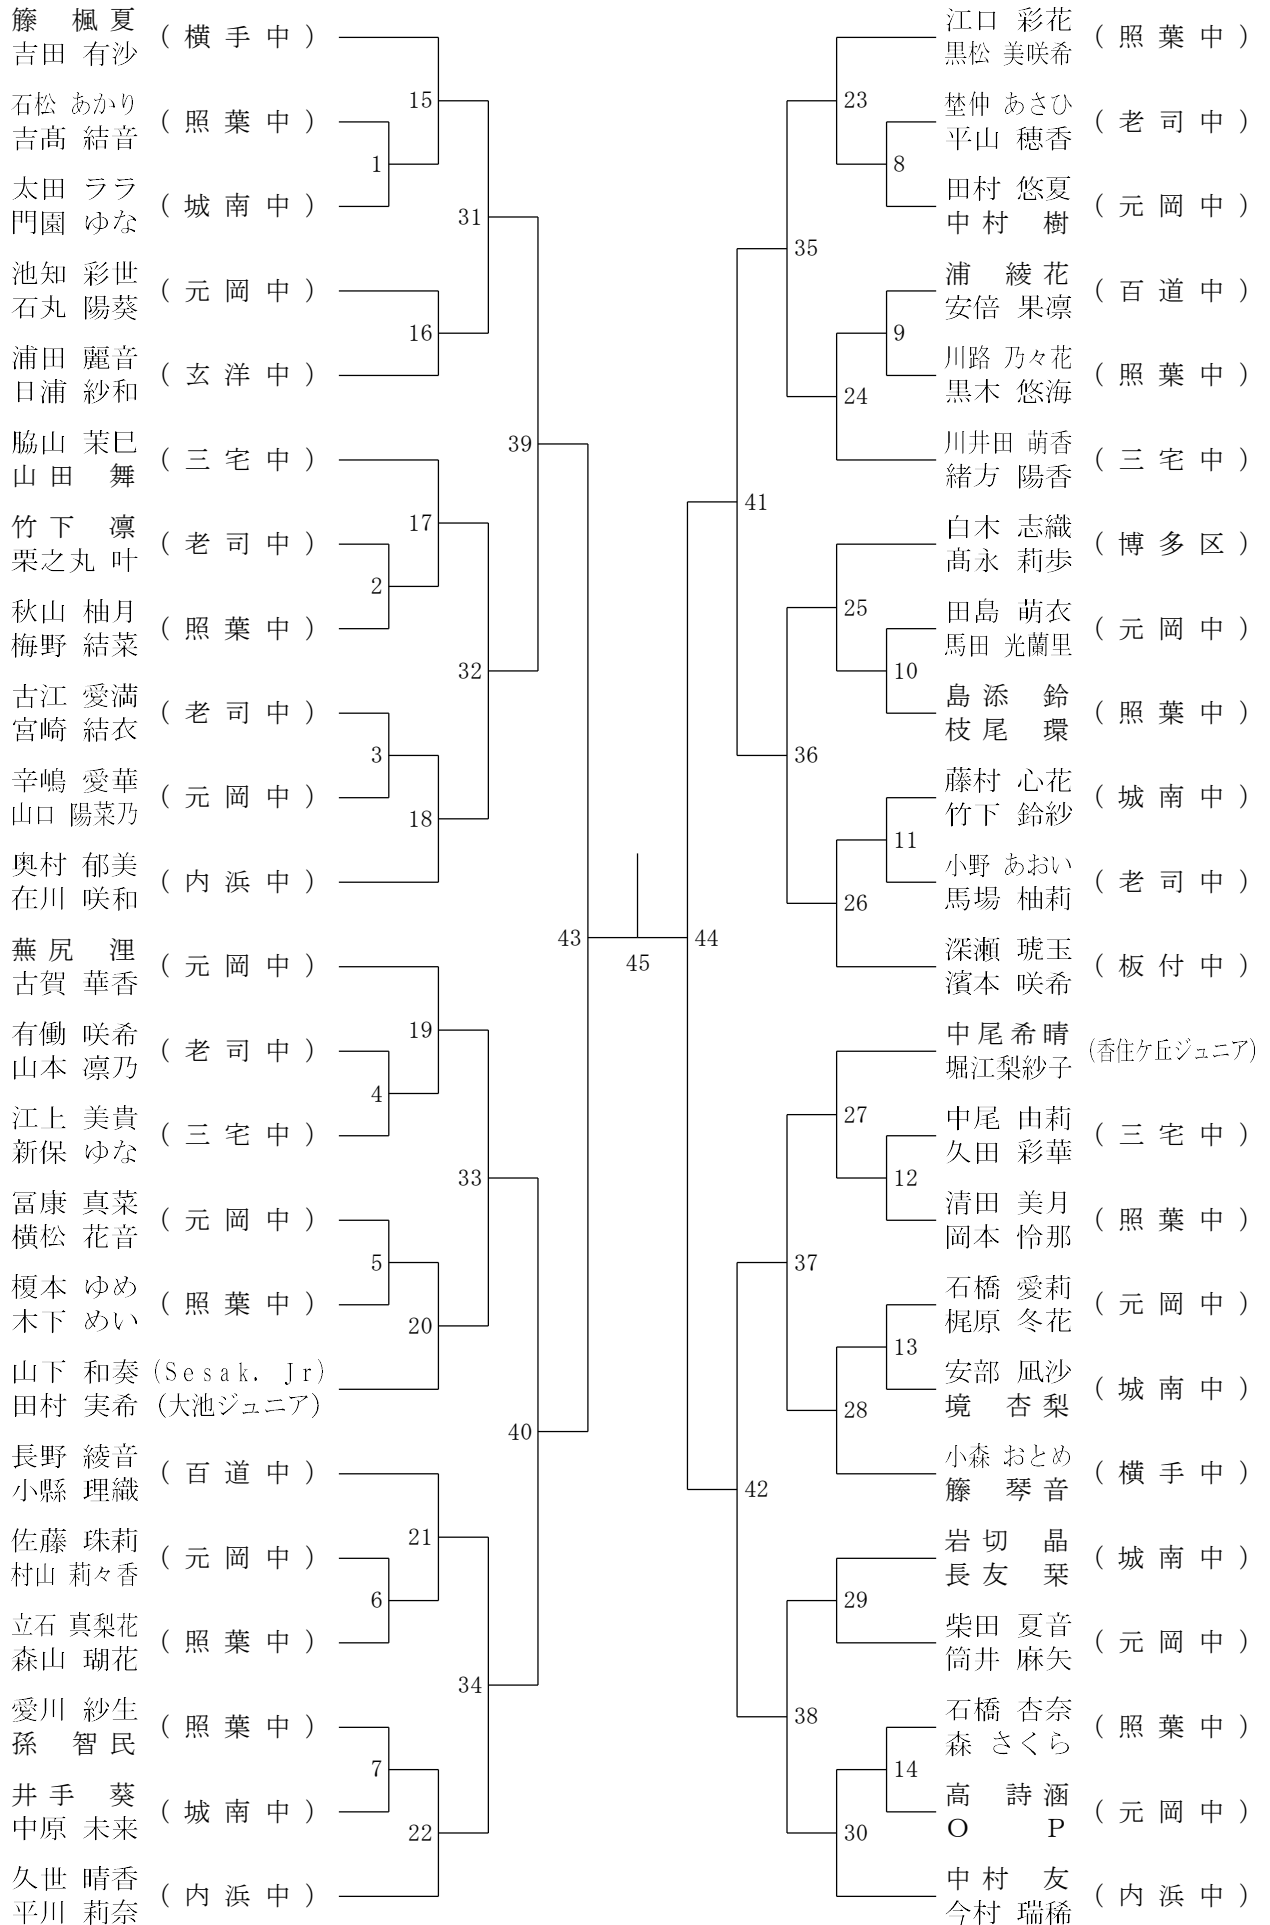 籐　楓夏
吉田 有沙
( 横 手 中 )
石松 あかり
吉髙 結音
( 照 葉 中 )
太田 ララ
門園 ゆな
( 城 南 中 )
池知 彩世
石丸 陽葵
( 元 岡 中 )
浦田 麗音
日浦 紗和
( 玄 洋 中 )
脇山 茉巳
山田　舞
( 三 宅 中 )
竹下　凛
栗之丸 叶
( 老 司 中 )
秋山 柚月
梅野 結菜
( 照 葉 中 )
古江 愛満
宮崎 結衣
( 老 司 中 )
辛嶋 愛華
山口 陽菜乃
( 元 岡 中 )
奥村 郁美
在川 咲和
( 内 浜 中 )
蕪尻　浬
古賀 華香
( 元 岡 中 )
有働 咲希
山本 凛乃
( 老 司 中 )
江上 美貴
新保 ゆな
( 三 宅 中 )
冨康 真菜
横松 花音
( 元 岡 中 )
榎本 ゆめ
木下 めい
( 照 葉 中 )
山下 和奏 (Sesak. Jr)
田村 実希 (大池ジュニア)
長野 綾音
小縣 理織
( 百 道 中 )
佐藤 珠莉
村山 莉々香
( 元 岡 中 )
立石 真梨花
森山 瑚花
( 照 葉 中 )
愛川 紗生
孫　智民
( 照 葉 中 )
井手　葵
中原 未来
( 城 南 中 )
久世 晴香
平川 莉奈
( 内 浜 中 )
15
1
31
16
39
17
2
32
3
18
43
19
4
33
5
20
40
21
6
34
7
22
45
44
23
8
35
9
24
41
25
10
36
11
26
27
12
37
13
28
42
29
38
14
30
江口 彩花
黒松 美咲希
( 照 葉 中 )
埜仲 あさひ
平山 穂香
( 老 司 中 )
田村 悠夏
中村　樹
( 元 岡 中 )
浦　綾花
安倍 果凛
( 百 道 中 )
川路 乃々花
黒木 悠海
( 照 葉 中 )
川井田 萌香
緒方 陽香
( 三 宅 中 )
白木 志織
髙永 莉歩
( 博 多 区 )
田島 萌衣
馬田 光蘭里
( 元 岡 中 )
島添　鈴
枝尾　環
( 照 葉 中 )
藤村 心花
竹下 鈴紗
( 城 南 中 )
小野 あおい
馬場 柚莉
( 老 司 中 )
深瀬 琥玉
濱本 咲希
( 板 付 中 )
中尾希晴
堀江梨紗子
(香住ケ丘ジュニア)
中尾 由莉
久田 彩華
( 三 宅 中 )
清田 美月
岡本 怜那
( 照 葉 中 )
石橋 愛莉
梶原 冬花
( 元 岡 中 )
安部 凪沙
境　杏梨
( 城 南 中 )
小森 おとめ
籐　琴音
( 横 手 中 )
岩切　晶
長友　栞
( 城 南 中 )
柴田 夏音
筒井 麻矢
( 元 岡 中 )
石橋 杏奈
森 さくら
( 照 葉 中 )
高　詩涵
O　P
( 元 岡 中 )
中村　友
今村 瑞稀
( 内 浜 中 )